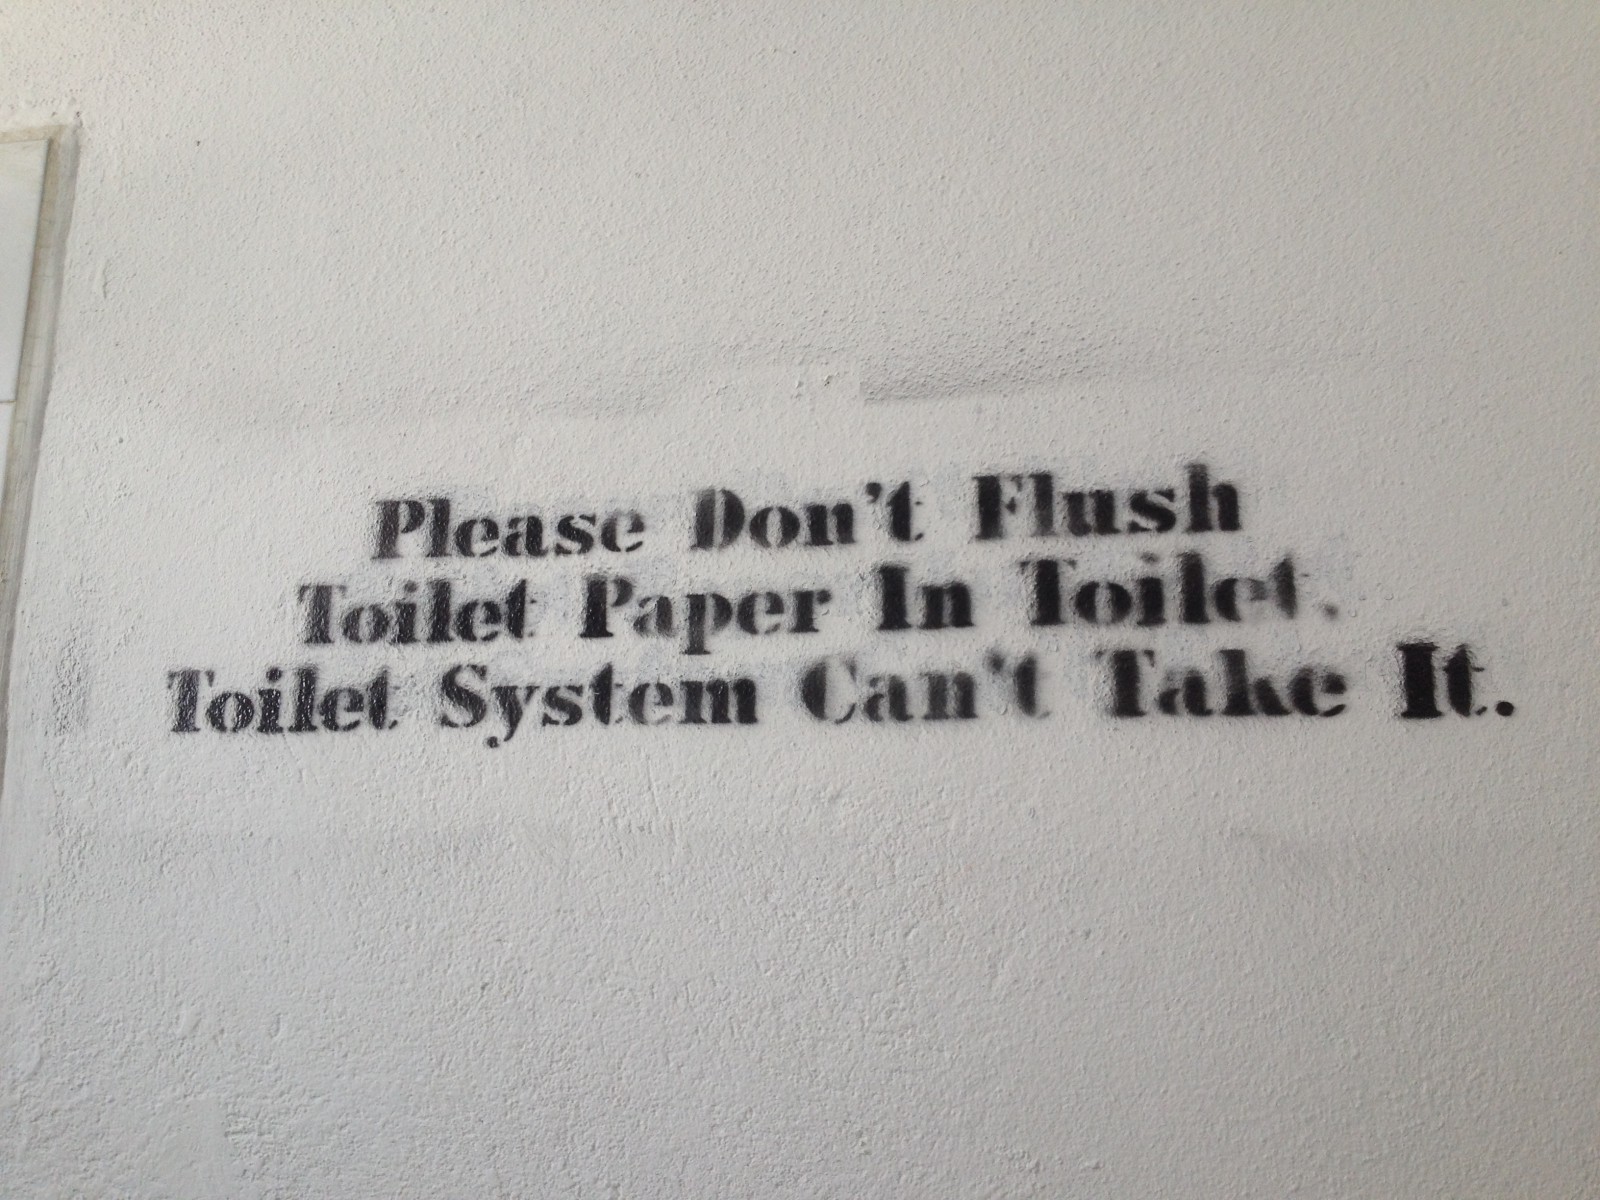 Please Don't Flush
Toilet Paper In Toilet.
Toilet System Can't Take It.